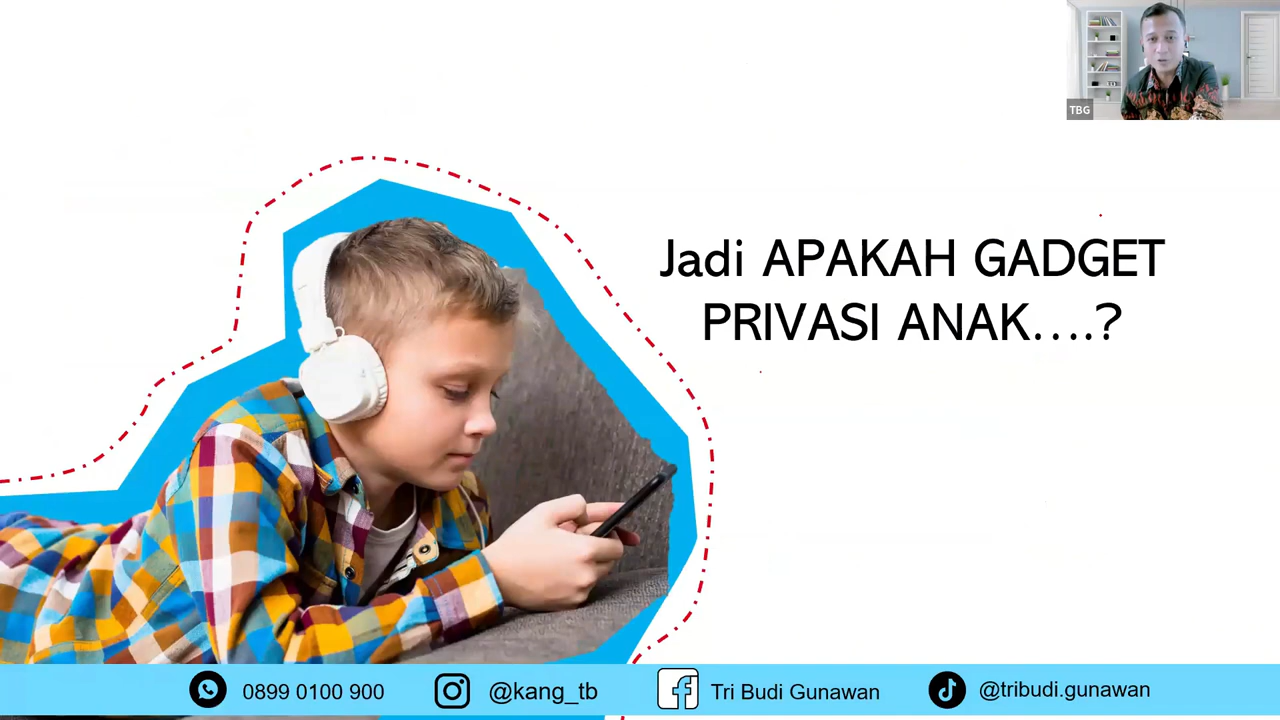 TBG
Jadi APAKAH GADGET
PRIVASI ANAK....?
0899 0100 900
@kang_tb
Tri Budi Gunawan
@tribudi.gunawan